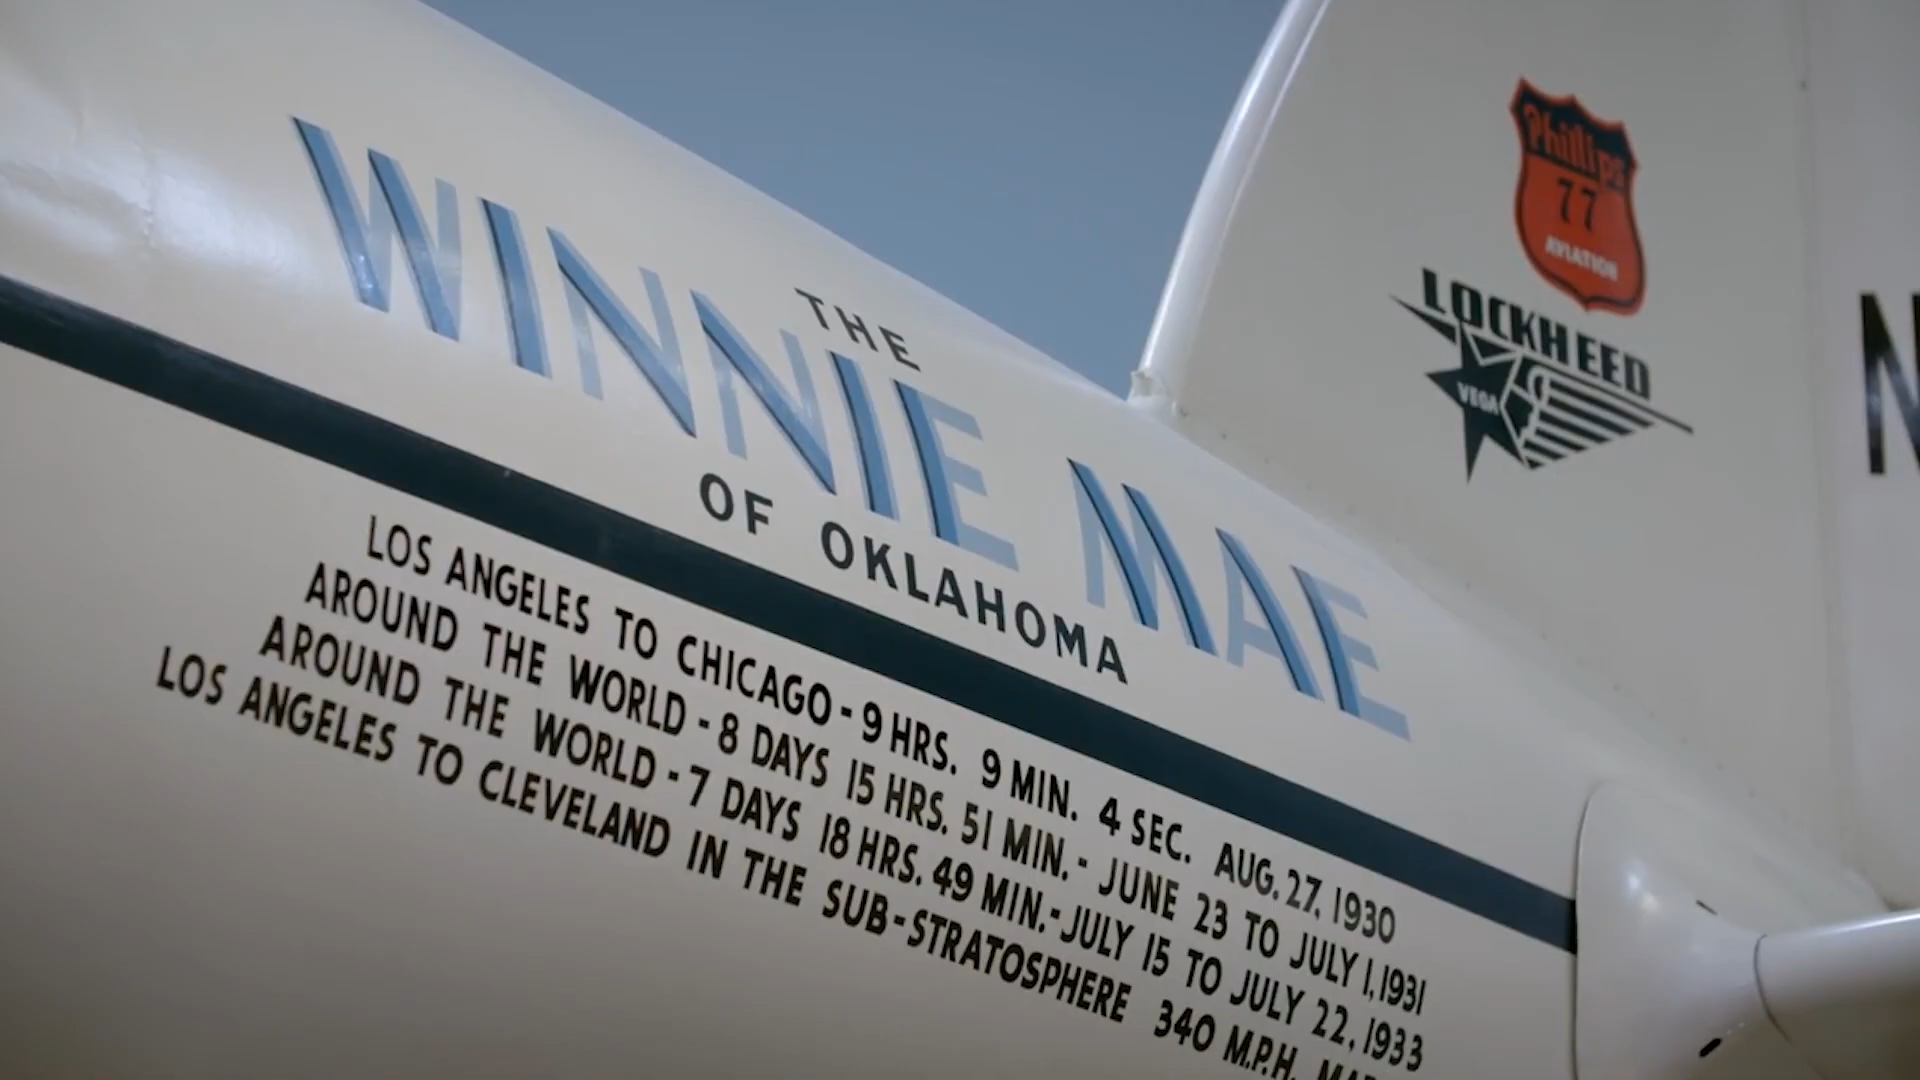 THE
WINNIE MAE
OF OKLAHOMA
LOS ANGELES TO CHICAGO - 9 HRS. 9 MIN. 4 SEC. AUG. 27, 1930
AROUND THE WORLD - 8 DAYS 15 HRS. 51 MIN. - JUNE 23 TO JULY 1, 1931
AROUND THE WORLD - 7 DAYS 18 HRS. 49 MIN. - JULY 15 TO JULY 22, 1933
LOS ANGELES TO CLEVELAND IN THE SUB-STRATOSPHERE 340 M.P.H.
Phillips
77
AVIATION
LOCKHEED
VEGA
N